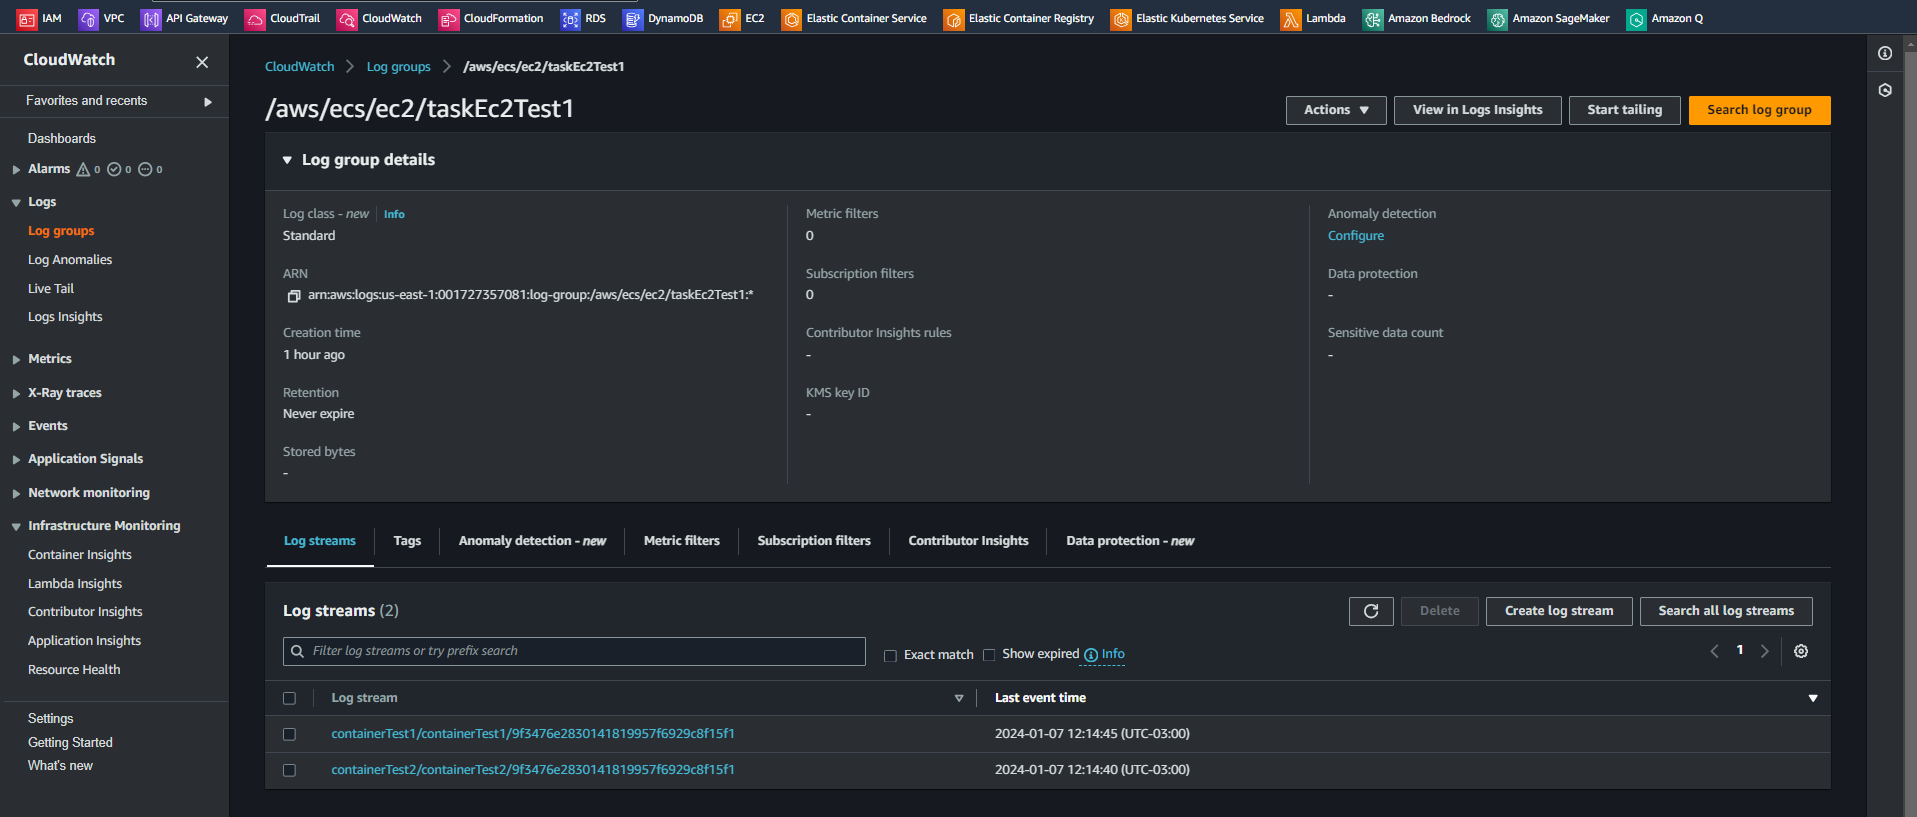 IAM VPC API Gateway CloudTrail CloudWatch CloudFormation RDS DynamoDB EC2 Elastic Container Service Elastic Container Registry Elastic Kubernetes Service Lambda Amazon Bedrock Amazon SageMaker Amazon Q
CloudWatch
Favorites and recents
Dashboards
Alarms 0 0 0
Logs
Log groups
Log Anomalies
Live Tail
Logs Insights
Metrics
X-Ray traces
Events
Application Signals
Network monitoring
Infrastructure Monitoring
Container Insights
Lambda Insights
Contributor Insights
Application Insights
Resource Health
Settings
Getting Started
What's new
CloudWatch Log groups /aws/ecs/ec2/taskEc2Test1
/aws/ecs/ec2/taskEc2Test1
Actions View in Logs Insights Start tailing Search log group
Log group details
Log class - new Info
Standard
ARN
arn:aws:logs:us-east-1:001727357081:log-group:/aws/ecs/ec2/taskEc2Test1:*
Creation time
1 hour ago
Retention
Never expire
Stored bytes
-
Metric filters
0
Subscription filters
0
Contributor Insights rules
-
KMS key ID
-
Anomaly detection
Configure
Data protection
-
Sensitive data count
-
Log streams Tags Anomaly detection - new Metric filters Subscription filters Contributor Insights Data protection - new
Log streams (2)
Delete Create log stream Search all log streams
Filter log streams or try prefix search Exact match Show expired Info 1
Log stream Last event time
containerTest1/containerTest1/9f3476e2830141819957f6929c8f15f1 2024-01-07 12:14:45 (UTC-03:00)
containerTest2/containerTest2/9f3476e2830141819957f6929c8f15f1 2024-01-07 12:14:40 (UTC-03:00)